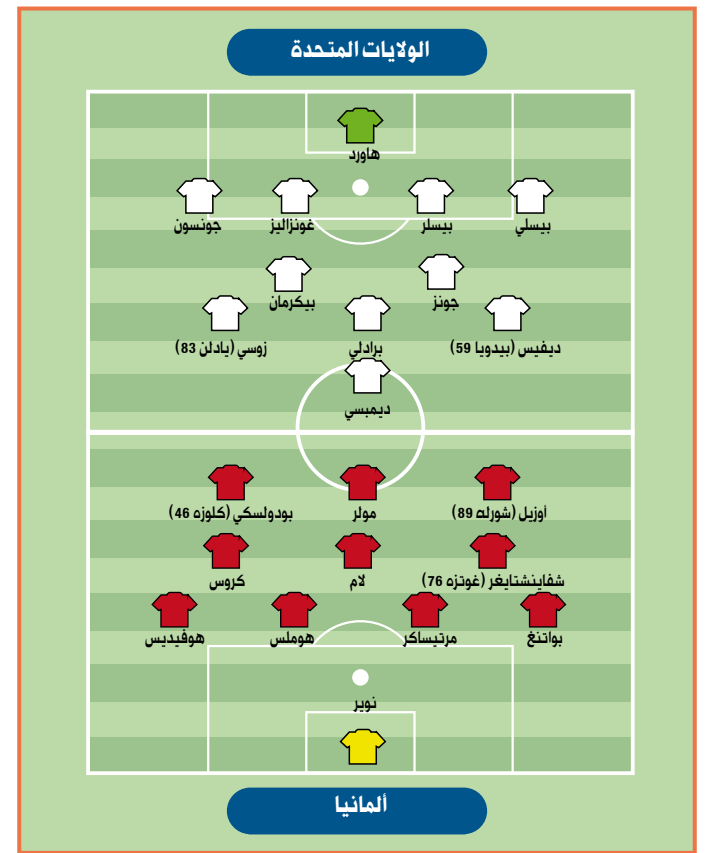 الولايات المتحدة
هاورد
بيسلي
بيسلر
غونزاليز
جونسون
جونز
بيكرمان
ديفيس (بيدويا 59)
برادلي
زوسي (يادلن 83)
ديمبسي
أوزيل (شورله 89)
مولر
بودولسكي (كلوزه 46)
شفاينشتايغر (غوتزه 76)
لام
كروس
بواتنغ
مرتيساكر
هوملس
هوفيديس
نوير
ألمانيا